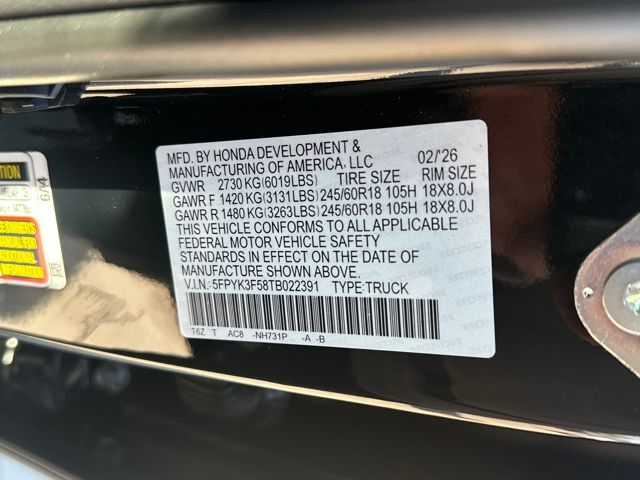 MFD. BY HONDA DEVELOPMENT &
MANUFACTURING OF AMERICA, LLC 02/'26
GVWR 2730 KG(6019LBS) TIRE SIZE RIM SIZE
GAWR F 1420 KG(3131LBS) 245/60R18 105H 18X8.0J
GAWR R 1480 KG(3263LBS) 245/60R18 105H 18X8.0J
THIS VEHICLE CONFORMS TO ALL APPLICABLE
FEDERAL MOTOR VEHICLE SAFETY
STANDARDS IN EFFECT ON THE DATE OF
MANUFACTURE SHOWN ABOVE.
V.I.N.: 5FPYK3F58TB022391 TYPE:TRUCK
T6Z T AC8 -NH731P -A -B